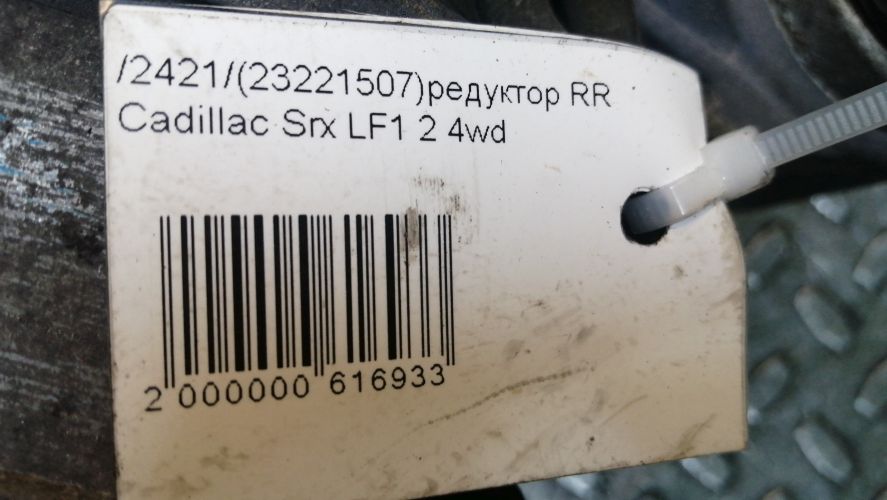 /2421/(23221507)редуктор RR
Cadillac Srx LF1 2 4wd
2 000000 616933